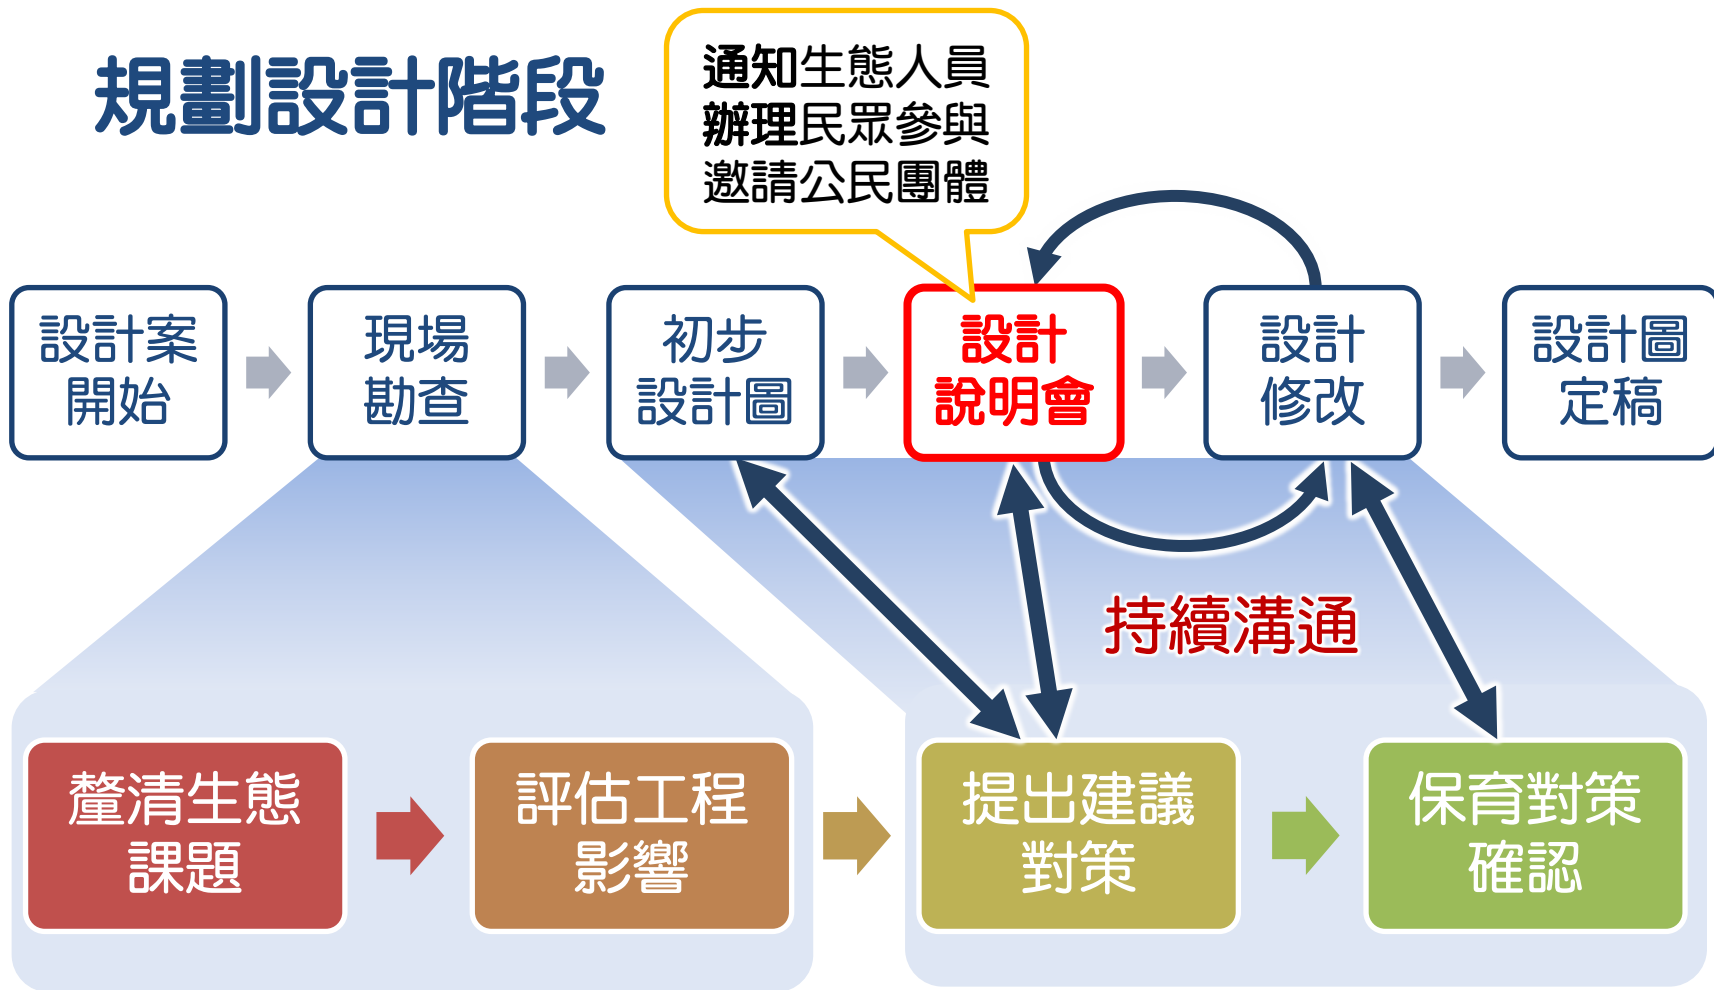 規劃設計階段
通知生態人員
辦理民眾參與
邀請公民團體
設計案
開始
現場
勘查
初步
設計圖
設計
說明會
設計
修改
設計圖
定稿
持續溝通
釐清生態
課題
評估工程
影響
提出建議
對策
保育對策
確認